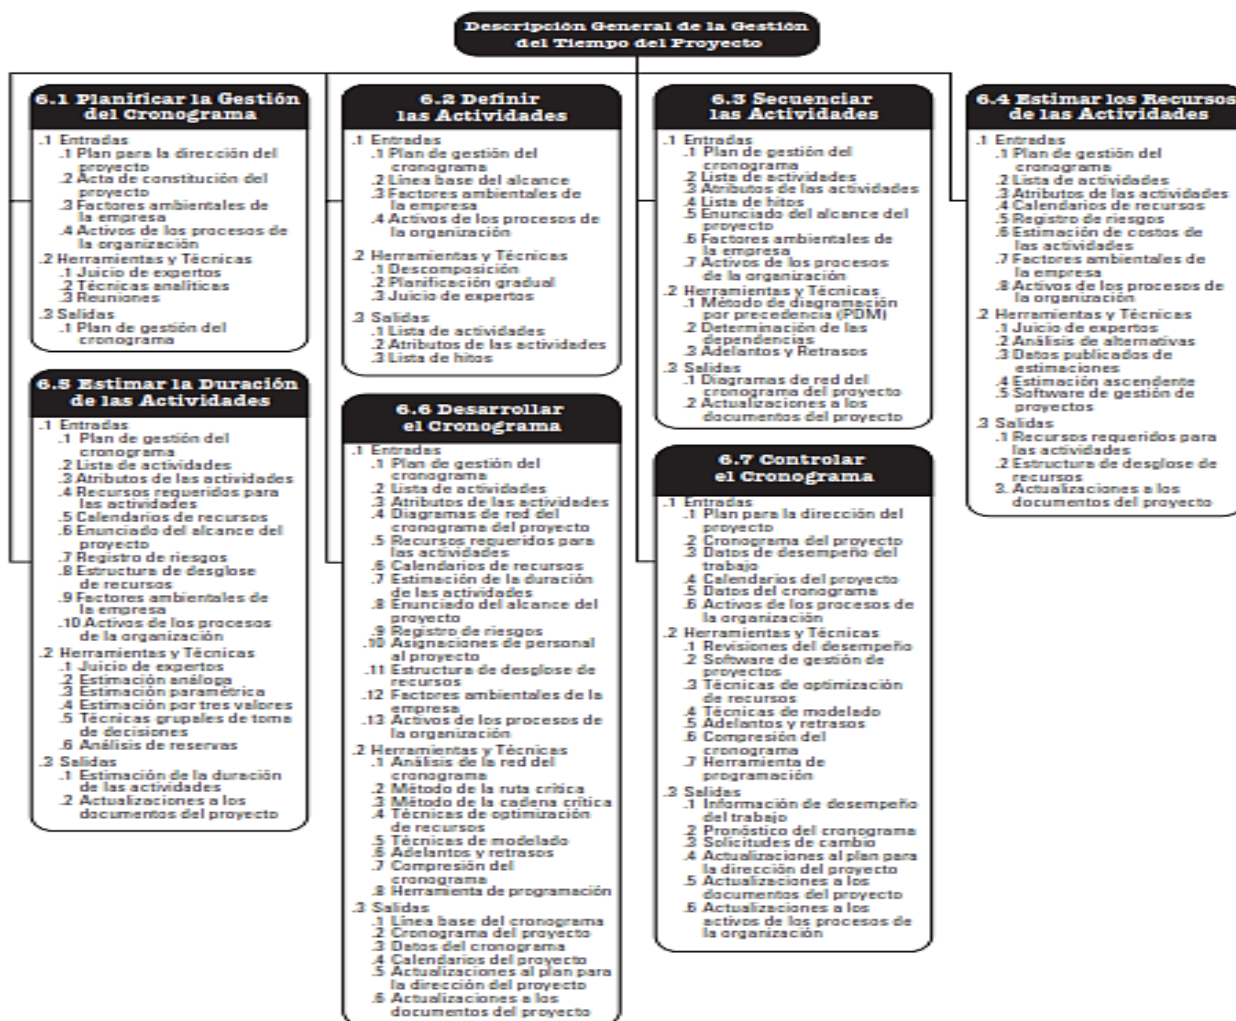 Descripción General de la Gestión
del Tiempo del Proyecto
6.1 Planificar la Gestión
del Cronograma
.1 Entradas
.1 Plan para la dirección del
proyecto
.2 Acta de constitución del
proyecto
.3 Factores ambientales de
la empresa
.4 Activos de los procesos de
la organización
.2 Herramientas y Técnicas
.1 Juicio de expertos
.2 Técnicas analíticas
.3 Reuniones
.3 Salidas
.1 Plan de gestión del
cronograma
6.2 Definir
las Actividades
.1 Entradas
.1 Plan de gestión del
cronograma
.2 Línea base del alcance
.3 Factores ambientales de
la empresa
.4 Activos de los procesos de
la organización
.2 Herramientas y Técnicas
.1 Descomposición
.2 Planificación gradual
.3 Juicio de expertos
.3 Salidas
.1 Lista de actividades
.2 Atributos de las actividades
.3 Lista de hitos
6.3 Secuenciar
las Actividades
.1 Entradas
.1 Plan de gestión del
cronograma
.2 Lista de actividades
.3 Atributos de las actividades
.4 Lista de hitos
.5 Enunciado del alcance del
proyecto
.6 Factores ambientales de
la empresa
.7 Activos de los procesos
de la organización
.2 Herramientas y Técnicas
.1 Método de diagramación
por precedencia (PDM)
.2 Determinación de las
dependencias
.3 Adelantos y Retrasos
.3 Salidas
.1 Diagramas de red del
cronograma del proyecto
.2 Actualizaciones a los
documentos del proyecto
6.4 Estimar los Recursos
de las Actividades
.1 Entradas
.1 Plan de gestión del
cronograma
.2 Lista de actividades
.3 Atributos de las actividades
.4 Calendarios de recursos
.5 Registro de riesgos
.6 Estimación de costos de
las actividades
.7 Factores ambientales de
la empresa
.8 Activos de los procesos de
la organización
.2 Herramientas y Técnicas
.1 Juicio de expertos
.2 Análisis de alternativas
.3 Datos publicados de
estimaciones
.4 Estimación ascendente
.5 Software de gestión de
proyectos
.3 Salidas
.1 Recursos requeridos para
las actividades
.2 Estructura de desglose de
recursos
3. Actualizaciones a los
documentos del proyecto
6.5 Estimar la Duración
de las Actividades
.1 Entradas
.1 Plan de gestión del
cronograma
.2 Lista de actividades
.3 Atributos de las actividades
.4 Recursos requeridos para
las actividades
.5 Calendarios de recursos
.6 Enunciado del alcance del
proyecto
.7 Registro de riesgos
.8 Estructura de desglose
de recursos
.9 Factores ambientales de
la empresa
.10 Activos de los procesos
de la organización
.2 Herramientas y Técnicas
.1 Juicio de expertos
.2 Estimación análoga
.3 Estimación paramétrica
.4 Estimación por tres valores
.5 Técnicas grupales de toma
de decisiones
.6 Análisis de reservas
.3 Salidas
.1 Estimación de la duración
de las actividades
.2 Actualizaciones a los
documentos del proyecto
6.6 Desarrollar
el Cronograma
.1 Entradas
.1 Plan de gestión del
cronograma
.2 Lista de actividades
.3 Atributos de las actividades
.4 Diagramas de red del
cronograma del proyecto
.5 Recursos requeridos para
las actividades
.6 Calendarios de recursos
.7 Estimación de la duración
de las actividades
.8 Enunciado del alcance del
proyecto
.9 Registro de riesgos
.10 Asignaciones de personal
al proyecto
.11 Estructura de desglose de
recursos
.12 Factores ambientales de la
empresa
.13 Activos de los procesos de
la organización
.2 Herramientas y Técnicas
.1 Análisis de la red del
cronograma
.2 Método de la ruta crítica
.3 Método de la cadena crítica
.4 Técnicas de optimización
de recursos
.5 Técnicas de modelado
.6 Adelantos y retrasos
.7 Compresión del
cronograma
.8 Herramienta de programación
.3 Salidas
.1 Línea base del cronograma
.2 Cronograma del proyecto
.3 Datos del cronograma
.4 Calendarios del proyecto
.5 Actualizaciones al plan para
la dirección del proyecto
.6 Actualizaciones a los
documentos del proyecto
6.7 Controlar
el Cronograma
.1 Entradas
.1 Plan para la dirección del
proyecto
.2 Cronograma del proyecto
.3 Datos de desempeño del
trabajo
.4 Calendarios del proyecto
.5 Datos del cronograma
.6 Activos de los procesos de
la organización
.2 Herramientas y Técnicas
.1 Revisiones del desempeño
.2 Software de gestión de
proyectos
.3 Técnicas de optimización
de recursos
.4 Técnicas de modelado
.5 Adelantos y retrasos
.6 Compresión del
cronograma
.7 Herramienta de
programación
.3 Salidas
.1 Información de desempeño
del trabajo
.2 Pronóstico del cronograma
.3 Solicitudes de cambio
.4 Actualizaciones al plan para
la dirección del proyecto
.5 Actualizaciones a los
documentos del proyecto
.6 Actualizaciones a los
activos de los procesos de
la organización